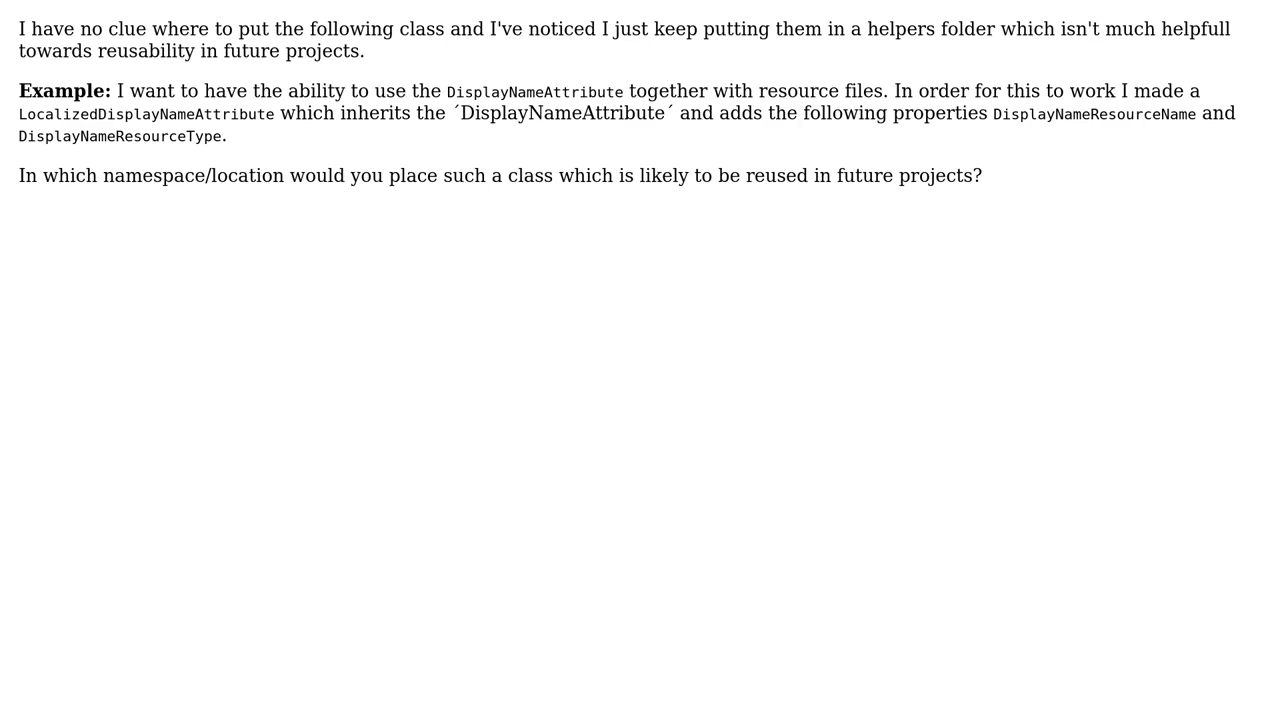 I have no clue where to put the following class and I've noticed I just keep putting them in a helpers folder which isn't much helpfull
towards reusability in future projects.
Example: I want to have the ability to use the DisplayNameAttribute together with resource files. In order for this to work I made a
LocalizedDisplayNameAttribute which inherits the ´DisplayNameAttribute´ and adds the following properties DisplayNameResourceName and
DisplayNameResourceType.
In which namespace/location would you place such a class which is likely to be reused in future projects?